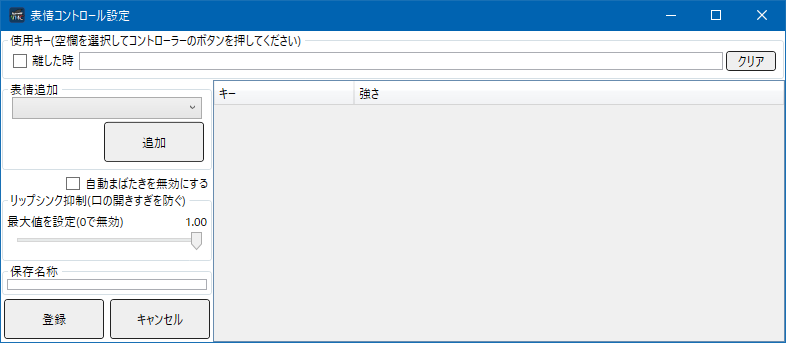 表情コントロール設定
使用キー(空欄を選択してコントローラーのボタンを押してください)
離した時
クリア
表情追加
追加
自動まばたきを無効にする
リップシンク抑制(口の開きすぎを防ぐ)
最大値を設定(0で無効) 1.00
保存名称
登録 キャンセル
キー 強さ